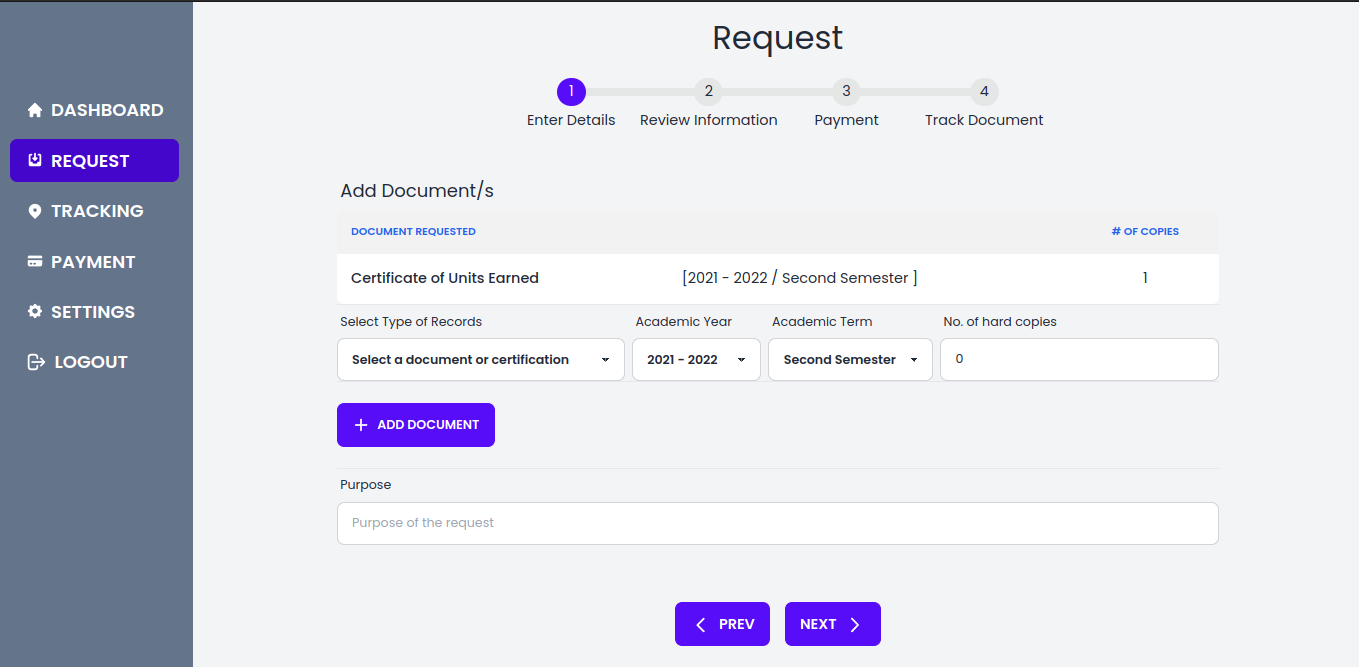 DASHBOARD
REQUEST
TRACKING
PAYMENT
SETTINGS
LOGOUT
Request
1 2 3 4
Enter Details Review Information Payment Track Document
Add Document/s
DOCUMENT REQUESTED # OF COPIES
Certificate of Units Earned [2021 - 2022 / Second Semester ] 1
Select Type of Records Academic Year Academic Term No. of hard copies
Select a document or certification 2021 - 2022 Second Semester 0
ADD DOCUMENT
Purpose
Purpose of the request
PREV NEXT